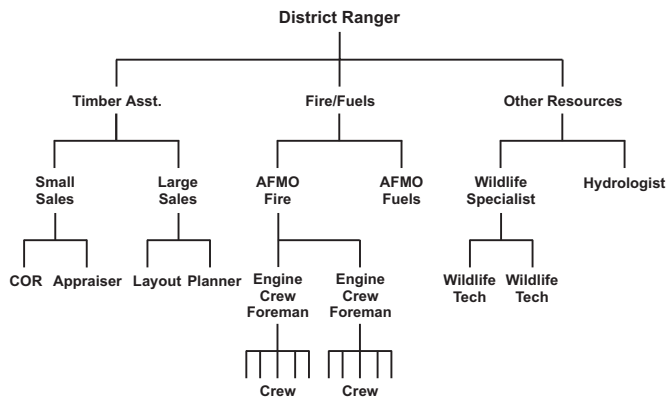 District Ranger
Timber Asst. Fire/Fuels Other Resources
Small Sales Large Sales AFMO Fire AFMO Fuels Wildlife Specialist Hydrologist
COR Appraiser Layout Planner Engine Crew Foreman Engine Crew Foreman Wildlife Tech Wildlife Tech
Crew Crew